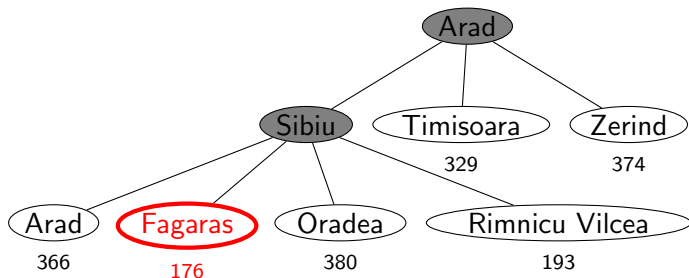 Arad
Sibiu Timisoara Zerind
329 374
Arad Fagaras Oradea Rimnicu Vilcea
366 176 380 193